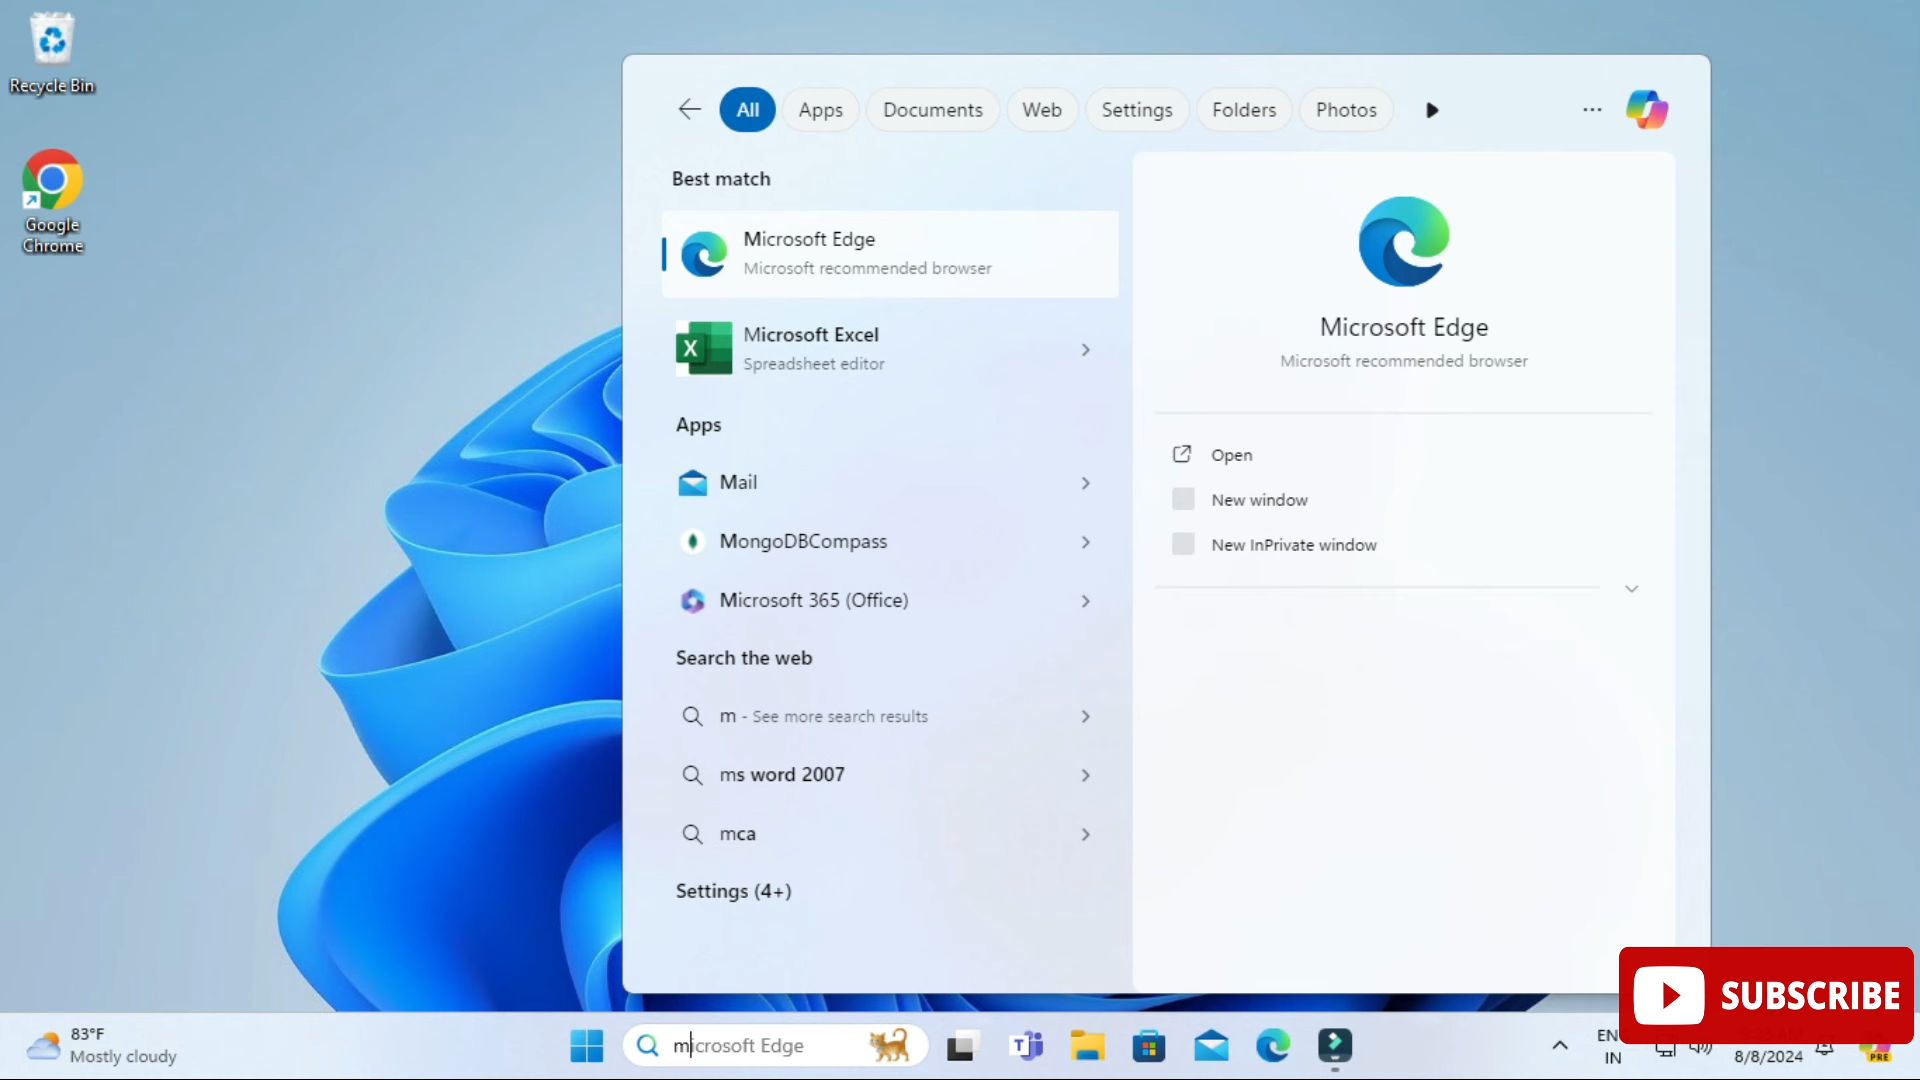 Recycle Bin
Google
Chrome
All
Apps
Documents
Web
Settings
Folders
Photos
Best match
Microsoft Edge
Microsoft recommended browser
Microsoft Excel
Spreadsheet editor
Apps
Mail
MongoDBCompass
Microsoft 365 (Office)
Search the web
m - See more search results
ms word 2007
mca
Settings (4+)
Microsoft Edge
Microsoft recommended browser
Open
New window
New InPrivate window
SUBSCRIBE
83°F
Mostly cloudy
microsoft Edge
ENG
IN
8/8/2024
PRE